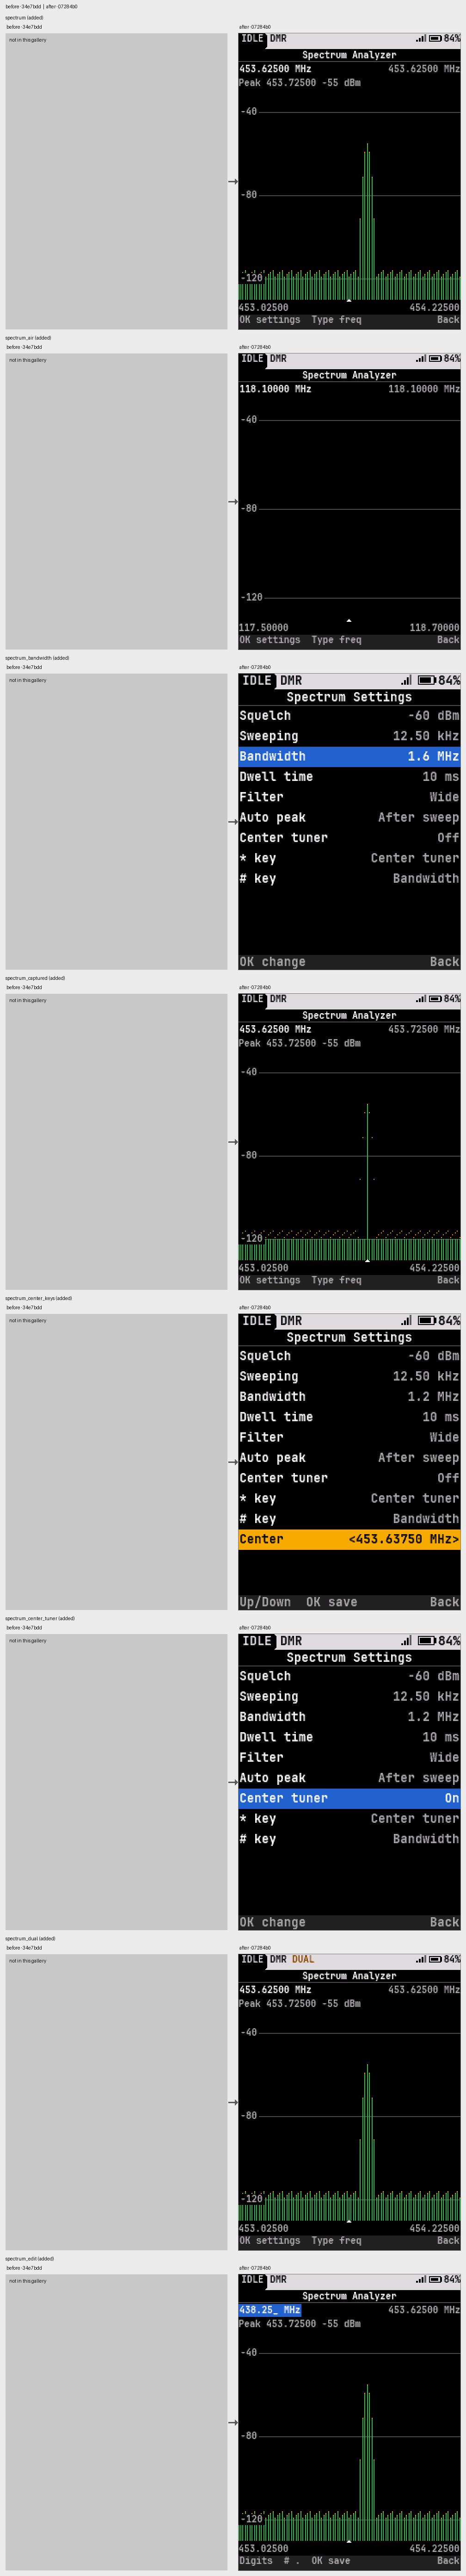 before · 34e7bdd | after · 07284b0
spectrum (added)
before · 34e7bdd
after · 07284b0
not in this gallery
→
IDLE DMR 84%
Spectrum Analyzer
453.62500 MHz 453.62500 MHz
Peak 453.72500 -55 dBm
-40
-80
-120
453.02500 454.22500
OK settings Type freq Back
spectrum_air (added)
before · 34e7bdd
after · 07284b0
not in this gallery
→
IDLE DMR 84%
Spectrum Analyzer
118.10000 MHz 118.10000 MHz
-40
-80
-120
117.50000 118.70000
OK settings Type freq Back
spectrum_bandwidth (added)
before · 34e7bdd
after · 07284b0
not in this gallery
→
IDLE DMR 84%
Spectrum Settings
Squelch -60 dBm
Sweeping 12.50 kHz
Bandwidth 1.6 MHz
Dwell time 10 ms
Filter Wide
Auto peak After sweep
Center tuner Off
* key Center tuner
# key Bandwidth
OK change Back
spectrum_captured (added)
before · 34e7bdd
after · 07284b0
not in this gallery
→
IDLE DMR 84%
Spectrum Analyzer
453.62500 MHz 453.72500 MHz
Peak 453.72500 -55 dBm
-40
-80
-120
453.02500 454.22500
OK settings Type freq Back
spectrum_center_keys (added)
before · 34e7bdd
after · 07284b0
not in this gallery
→
IDLE DMR 84%
Spectrum Settings
Squelch -60 dBm
Sweeping 12.50 kHz
Bandwidth 1.2 MHz
Dwell time 10 ms
Filter Wide
Auto peak After sweep
Center tuner Off
* key Center tuner
# key Bandwidth
Center <453.63750 MHz>
Up/Down OK save Back
spectrum_center_tuner (added)
before · 34e7bdd
after · 07284b0
not in this gallery
→
IDLE DMR 84%
Spectrum Settings
Squelch -60 dBm
Sweeping 12.50 kHz
Bandwidth 1.2 MHz
Dwell time 10 ms
Filter Wide
Auto peak After sweep
Center tuner On
* key Center tuner
# key Bandwidth
OK change Back
spectrum_dual (added)
before · 34e7bdd
after · 07284b0
not in this gallery
→
IDLE DMR DUAL 84%
Spectrum Analyzer
453.62500 MHz 453.62500 MHz
Peak 453.72500 -55 dBm
-40
-80
-120
453.02500 454.22500
OK settings Type freq Back
spectrum_edit (added)
before · 34e7bdd
after · 07284b0
not in this gallery
→
IDLE DMR 84%
Spectrum Analyzer
438.25_ MHz 453.62500 MHz
Peak 453.72500 -55 dBm
-40
-80
-120
453.02500 454.22500
Digits # . OK save Back